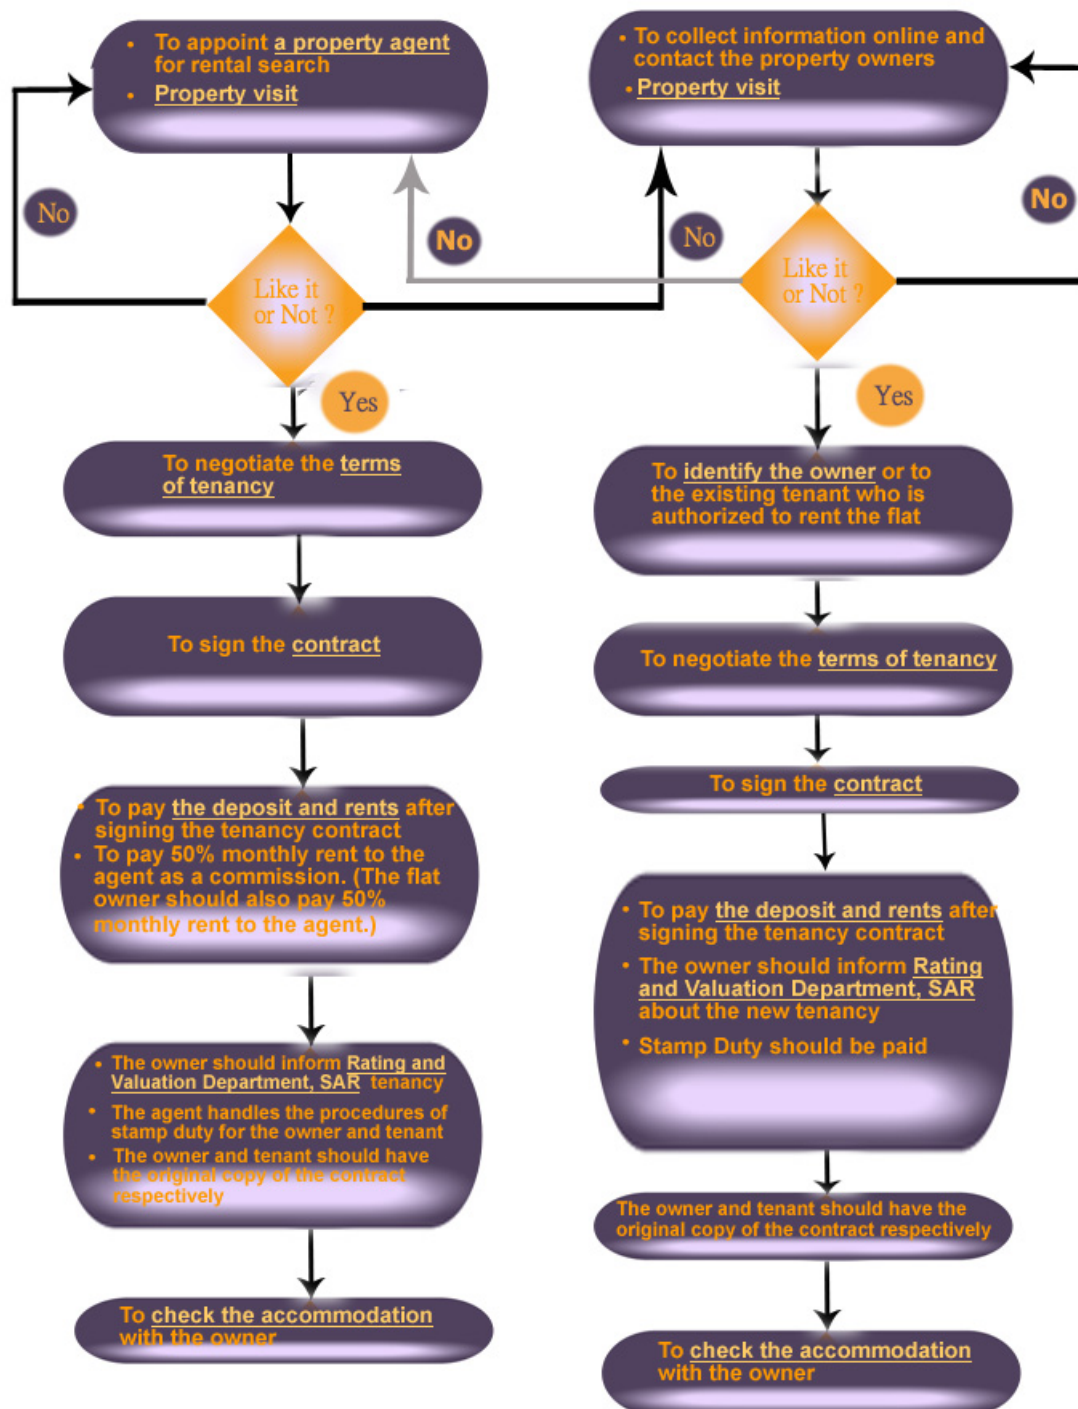 • To appoint a property agent
for rental search
• Property visit
No
Like it
or Not ?
Yes
To negotiate the terms
of tenancy
To sign the contract
• To pay the deposit and rents after
signing the tenancy contract
• To pay 50% monthly rent to the
agent as a commission. (The flat
owner should also pay 50%
monthly rent to the agent.)
• The owner should inform Rating and
Valuation Department, SAR tenancy
• The agent handles the procedures of
stamp duty for the owner and tenant
• The owner and tenant should have
the original copy of the contract
respectively
To check the accommodation
with the owner
• To collect information online and
contact the property owners
• Property visit
No
No
No
Like it
or Not ?
Yes
To identify the owner or to
the existing tenant who is
authorized to rent the flat
To negotiate the terms of tenancy
To sign the contract
• To pay the deposit and rents after
signing the tenancy contract
• The owner should inform Rating
and Valuation Department, SAR
about the new tenancy
• Stamp Duty should be paid
The owner and tenant should have the
original copy of the contract respectively
To check the accommodation
with the owner